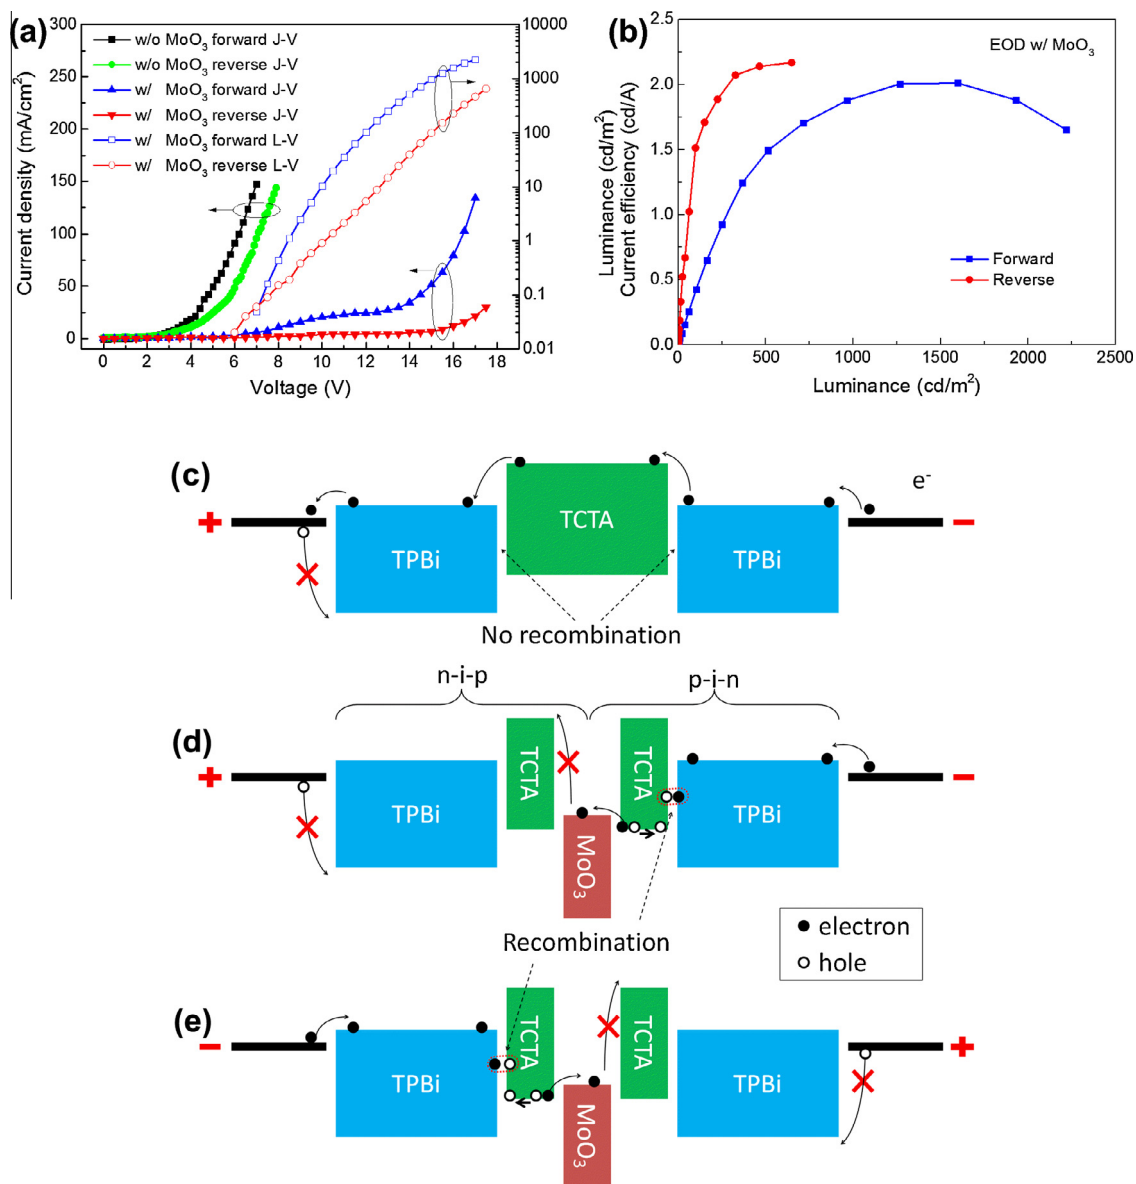 (a)
300
250
200
150
100
50
0
Current density (mA/cm²)
w/o MoO₃ forward J-V
w/o MoO₃ reverse J-V
w/ MoO₃ forward J-V
w/ MoO₃ reverse J-V
w/ MoO₃ forward L-V
w/ MoO₃ reverse L-V
10000
1000
100
10
1
0.1
0.01
Luminance (cd/m²)
0 2 4 6 8 10 12 14 16 18
Voltage (V)
(b)
2.5
2.0
1.5
1.0
0.5
0.0
Current efficiency (cd/A)
EOD w/ MoO₃
Forward
Reverse
0 500 1000 1500 2000 2500
Luminance (cd/m²)
(c)
e⁻
+ TPBi TCTA TPBi −
No recombination
n-i-p p-i-n
(d)
+ TPBi TCTA MoO₃ TCTA TPBi −
Recombination
electron
hole
(e)
− TPBi TCTA MoO₃ TCTA TPBi +